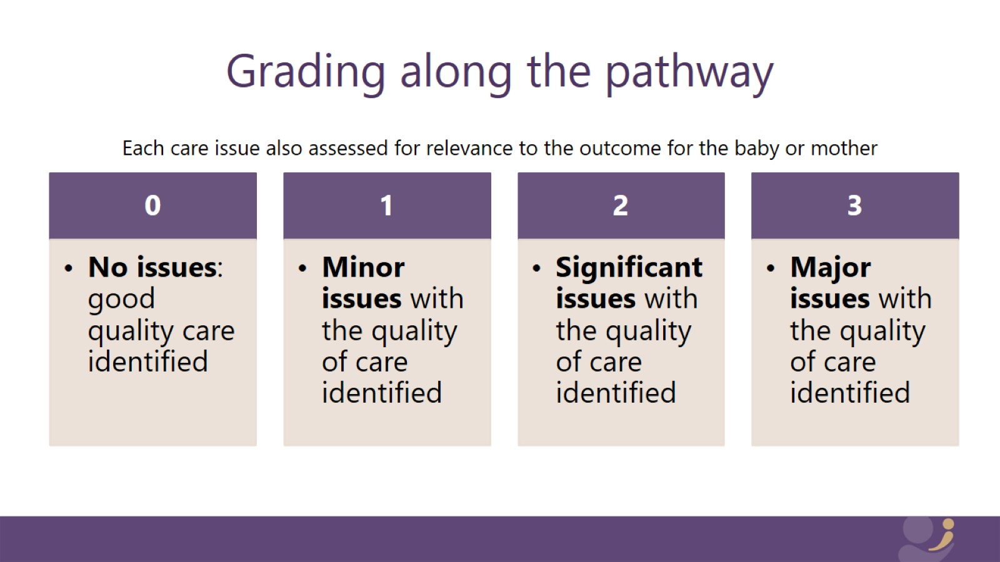 Grading along the pathway
Each care issue also assessed for relevance to the outcome for the baby or mother
0
• No issues:
good
quality care
identified
1
• Minor
issues with
the quality
of care
identified
2
• Significant
issues with
the quality
of care
identified
3
• Major
issues with
the quality
of care
identified